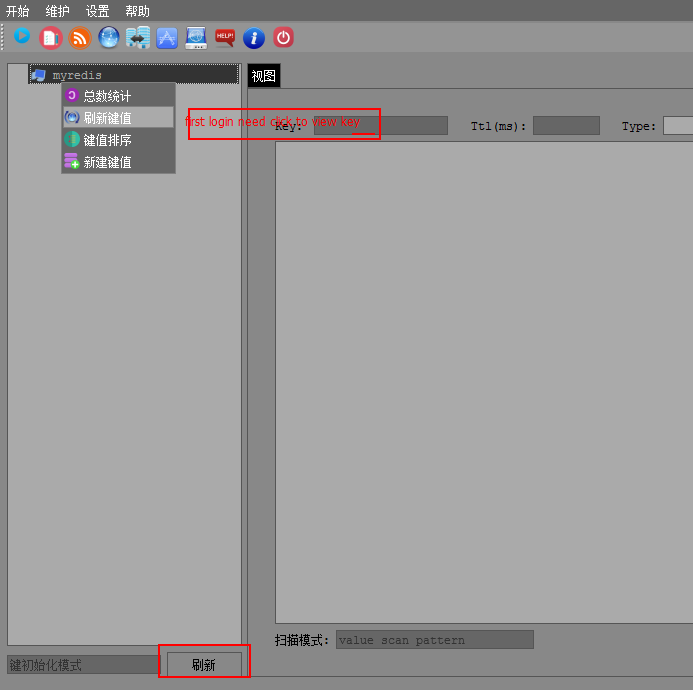 开始 维护 设置 帮助
HELP!
myredis
视图
总数统计
刷新键值
键值排序
新建键值
first login need cick to view key
Key: Ttl(ms): Type:
扫描模式: value scan pattern
键初始化模式 刷新